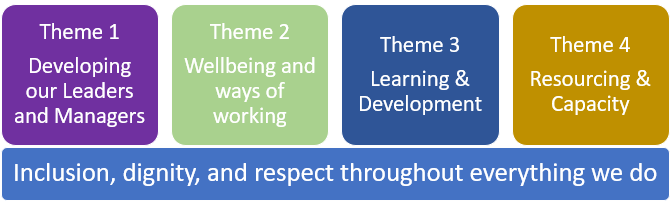 Theme 1
Developing
our Leaders
and Managers
Theme 2
Wellbeing and
ways of
working
Theme 3
Learning &
Development
Theme 4
Resourcing &
Capacity
Inclusion, dignity, and respect throughout everything we do